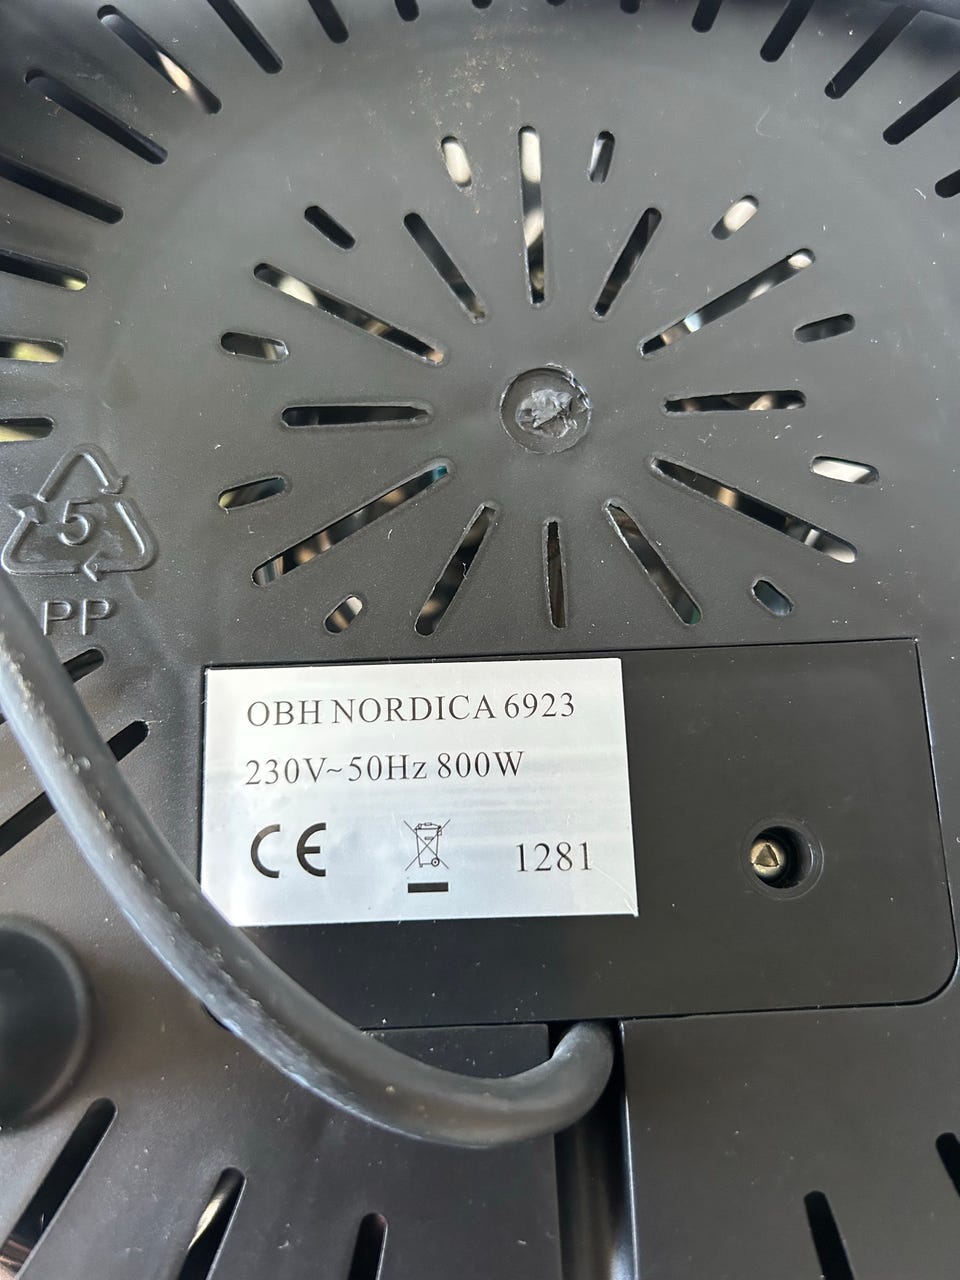 5
PP
OBH NORDICA 6923
230V~50Hz 800W
CE
1281